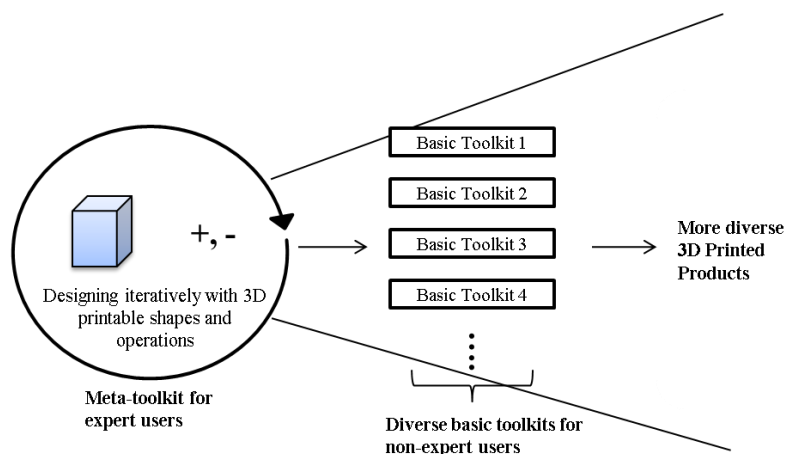 +, -
Designing iteratively with 3D
printable shapes and
operations
Meta-toolkit for
expert users
Basic Toolkit 1
Basic Toolkit 2
Basic Toolkit 3
Basic Toolkit 4
Diverse basic toolkits for
non-expert users
More diverse
3D Printed
Products